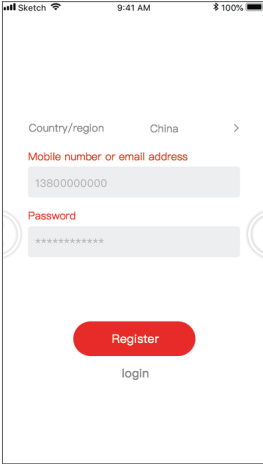 Sketch 9:41 AM 100%
Country/region China >
Mobile number or email address
13800000000
Password
************
Register
login